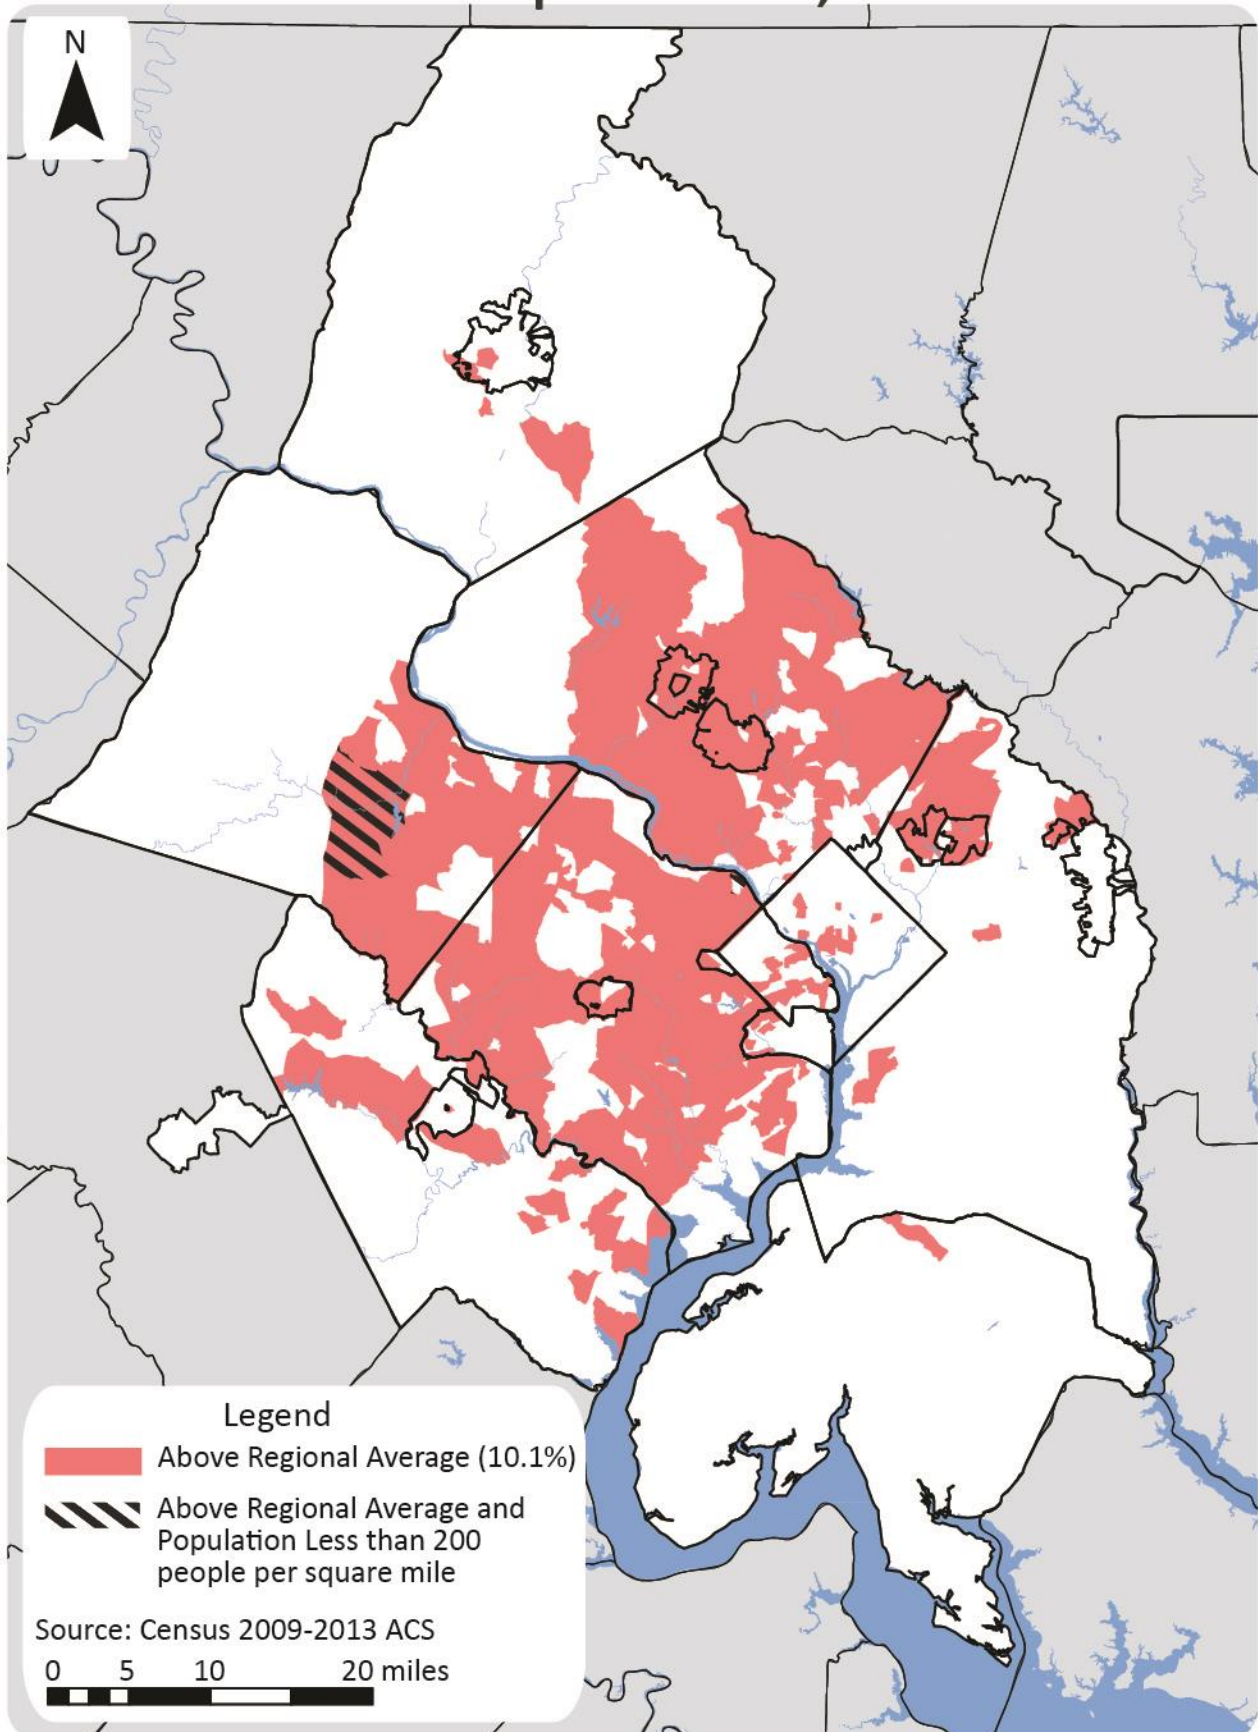 N
Legend
Above Regional Average (10.1%)
Above Regional Average and
Population Less than 200
people per square mile
Source: Census 2009-2013 ACS
0 5 10 20 miles